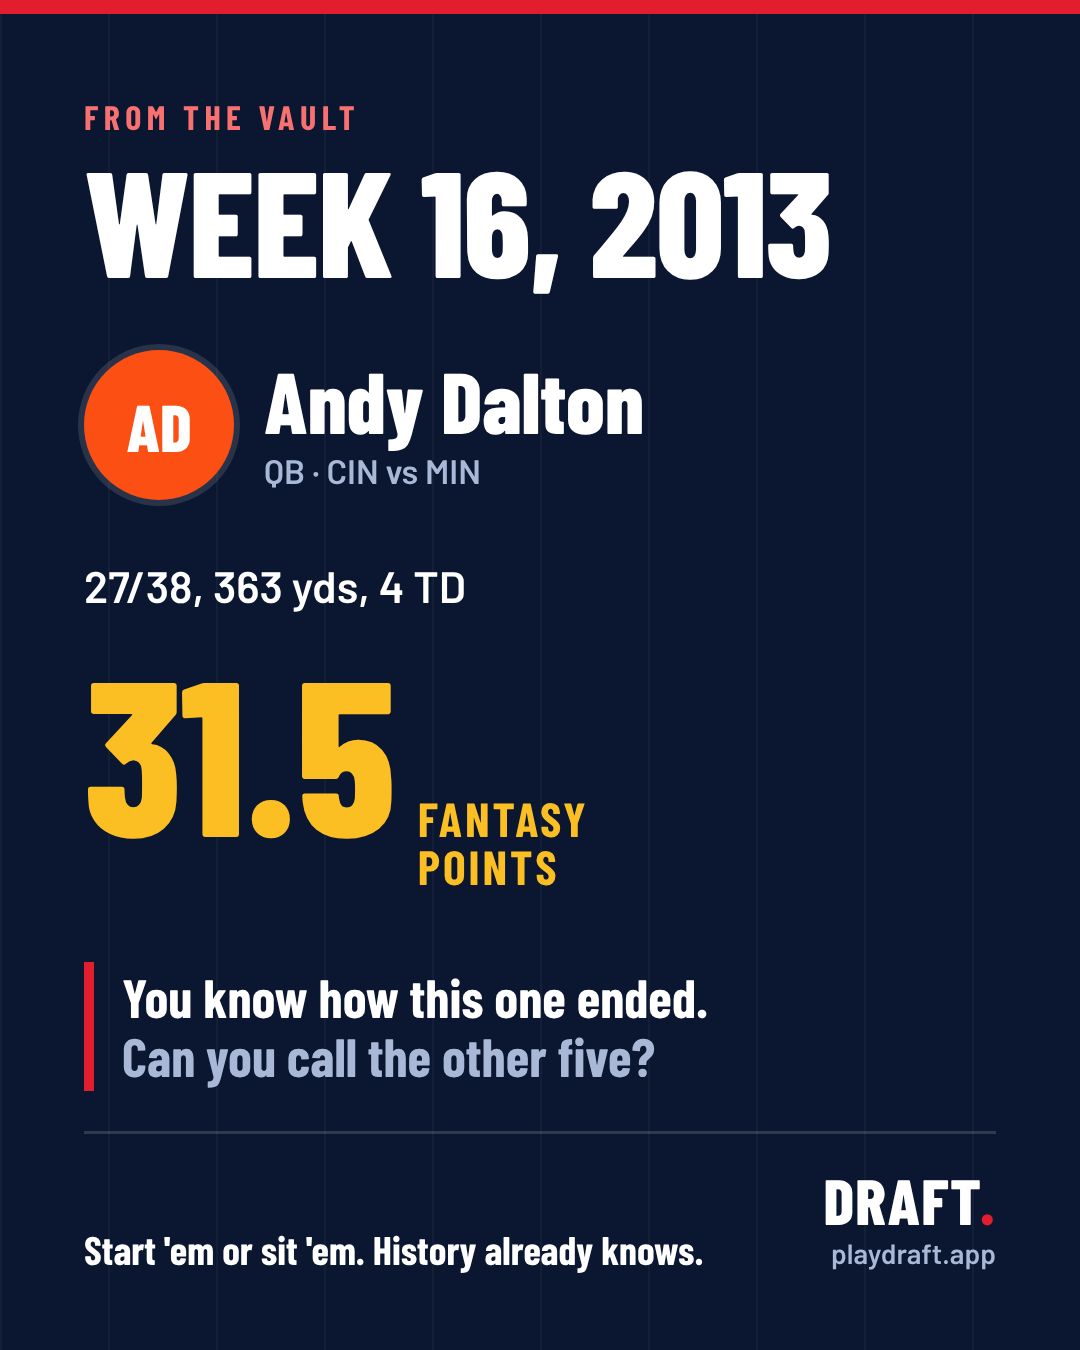 FROM THE VAULT
WEEK 16, 2013
AD
Andy Dalton
QB · CIN vs MIN
27/38, 363 yds, 4 TD
31.5
FANTASY
POINTS
You know how this one ended.
Can you call the other five?
DRAFT.
Start 'em or sit 'em. History already knows.
playdraft.app